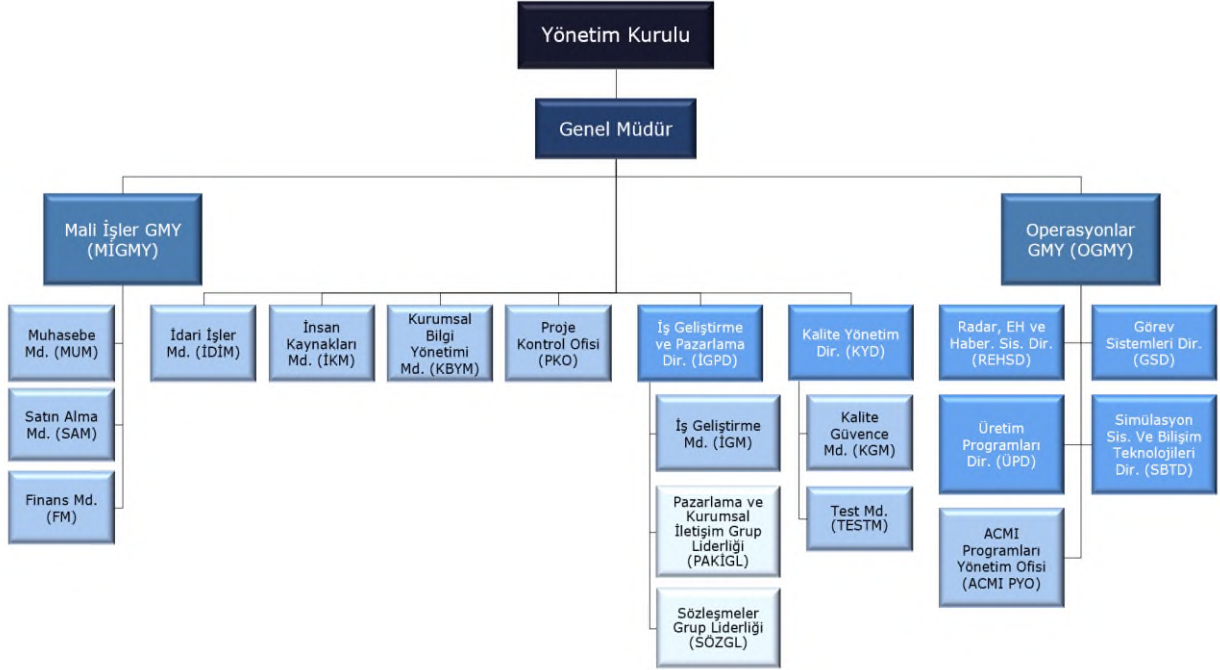 Yönetim Kurulu
Genel Müdür
Mali İşler GMY
(MİGMY)
Operasyonlar
GMY (OGMY)
Muhasebe
Md. (MUM)
Satın Alma
Md. (SAM)
Finans Md.
(FM)
İdari İşler
Md. (İDİM)
İnsan
Kaynakları
Md. (İKM)
Kurumsal
Bilgi
Yönetimi
Md. (KBYM)
Proje
Kontrol Ofisi
(PKO)
İş Geliştirme
ve Pazarlama
Dir. (İGPD)
İş Geliştirme
Md. (İGM)
Pazarlama ve
Kurumsal
İletişim Grup
Liderliği
(PAKİGL)
Sözleşmeler
Grup Liderliği
(SÖZGL)
Kalite Yönetim
Dir. (KYD)
Kalite
Güvence
Md. (KGM)
Test Md.
(TESTM)
Radar, EH ve
Haber. Sis. Dir.
(REHSD)
Görev
Sistemleri Dir.
(GSD)
Üretim
Programları
Dir. (ÜPD)
Simülasyon
Sis. Ve Bilişim
Teknolojileri
Dir. (SBTD)
ACMI
Programları
Yönetim Ofisi
(ACMI PYO)